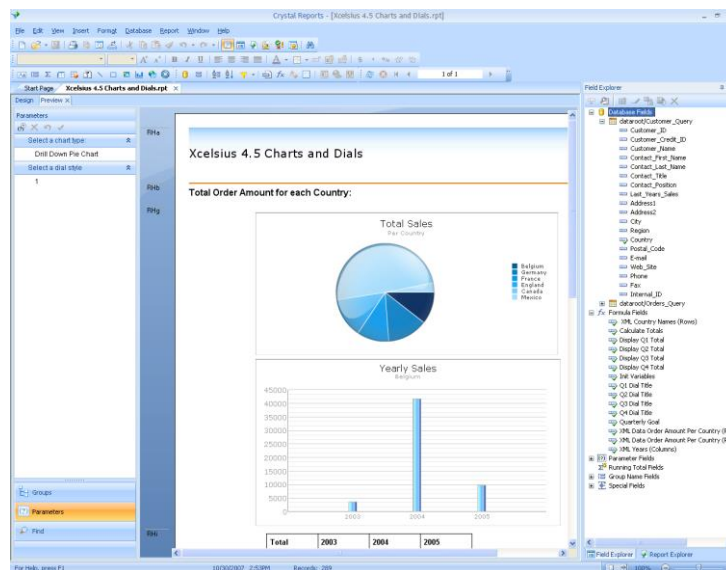 Crystal Reports - [Xcelsius 4.5 Charts and Dials.rpt]
File Edit View Insert Format Database Report Window Help
1 of 1
Start Page Xcelsius 4.5 Charts and Dials.rpt ×
Design Preview ×
Parameters
Select a chart type:
Drill Down Pie Chart
Select a dial style
1
Groups
Parameters
Find
RHa
RHb
RHg
Xcelsius 4.5 Charts and Dials
Total Order Amount for each Country:
Total Sales
Per Country
Belgium
Germany
France
England
Canada
Mexico
Yearly Sales
Belgium
45000
40000
35000
30000
25000
20000
15000
10000
5000
0
2003 2004 2005
Total 2003 2004 2005
Field Explorer
Database Fields
dataroot/Customer_Query
Customer_ID
Customer_Credit_ID
Customer_Name
Contact_First_Name
Contact_Last_Name
Contact_Title
Contact_Position
Last_Years_Sales
Address1
Address2
City
Region
Country
Postal_Code
E-mail
Web_Site
Phone
Fax
Internal_ID
dataroot/Orders_Query
Formula Fields
XML Country Names (Rows)
Calculate Totals
Display Q1 Total
Display Q2 Total
Display Q3 Total
Display Q4 Total
Init Variables
Q1 Dial Title
Q2 Dial Title
Q3 Dial Title
Q4 Dial Title
Quarterly Goal
XML Data Order Amount Per Country (R
XML Data Order Amount Per Country (F
XML Years (Columns)
Parameter Fields
Running Total Fields
Group Name Fields
Special Fields
Field Explorer Report Explorer
For Help, press F1 10/30/2007 2:53PM Records: 269 100%